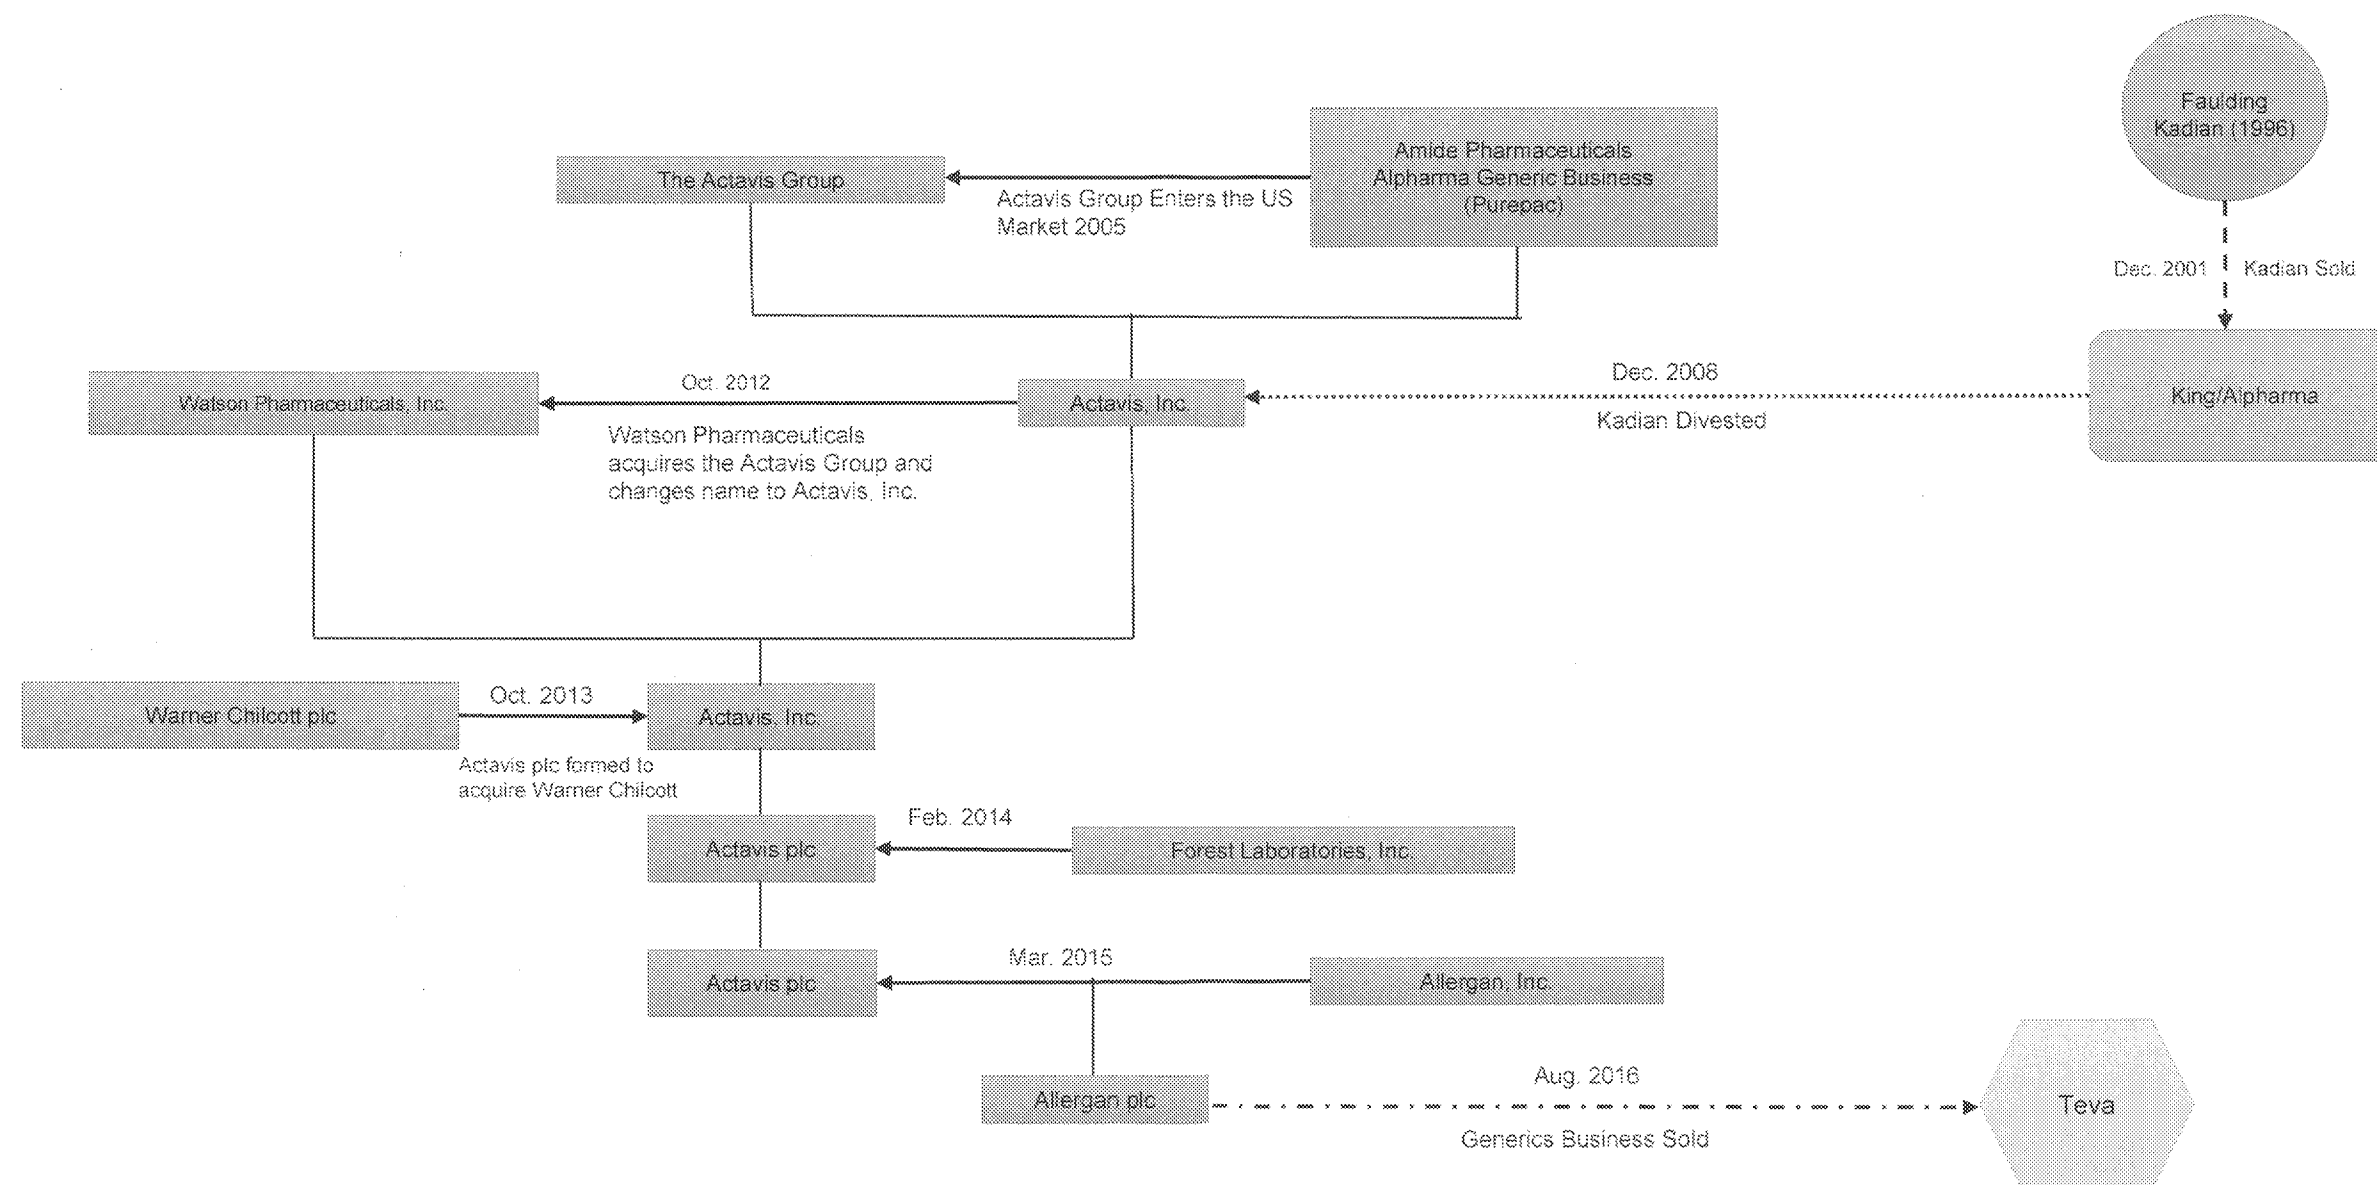 Faulding
Kadian (1996)
Amide Pharmaceuticals
Alpharma Generic Business
(Purepac)
The Actavis Group
Actavis Group Enters the US
Market 2005
Dec. 2001
Kadian Sold
Dec. 2008
Oct. 2012
Watson Pharmaceuticals, Inc.
Actavis, Inc.
King/Alpharma
Kadian Divested
Watson Pharmaceuticals
acquires the Actavis Group and
changes name to Actavis, Inc.
Oct. 2013
Warner Chilcott plc
Actavis, Inc.
Actavis plc formed to
acquire Warner Chilcott
Feb. 2014
Actavis plc
Forest Laboratories, Inc.
Mar. 2015
Actavis plc
Allergan, Inc.
Aug. 2016
Allergan plc
Teva
Generics Business Sold